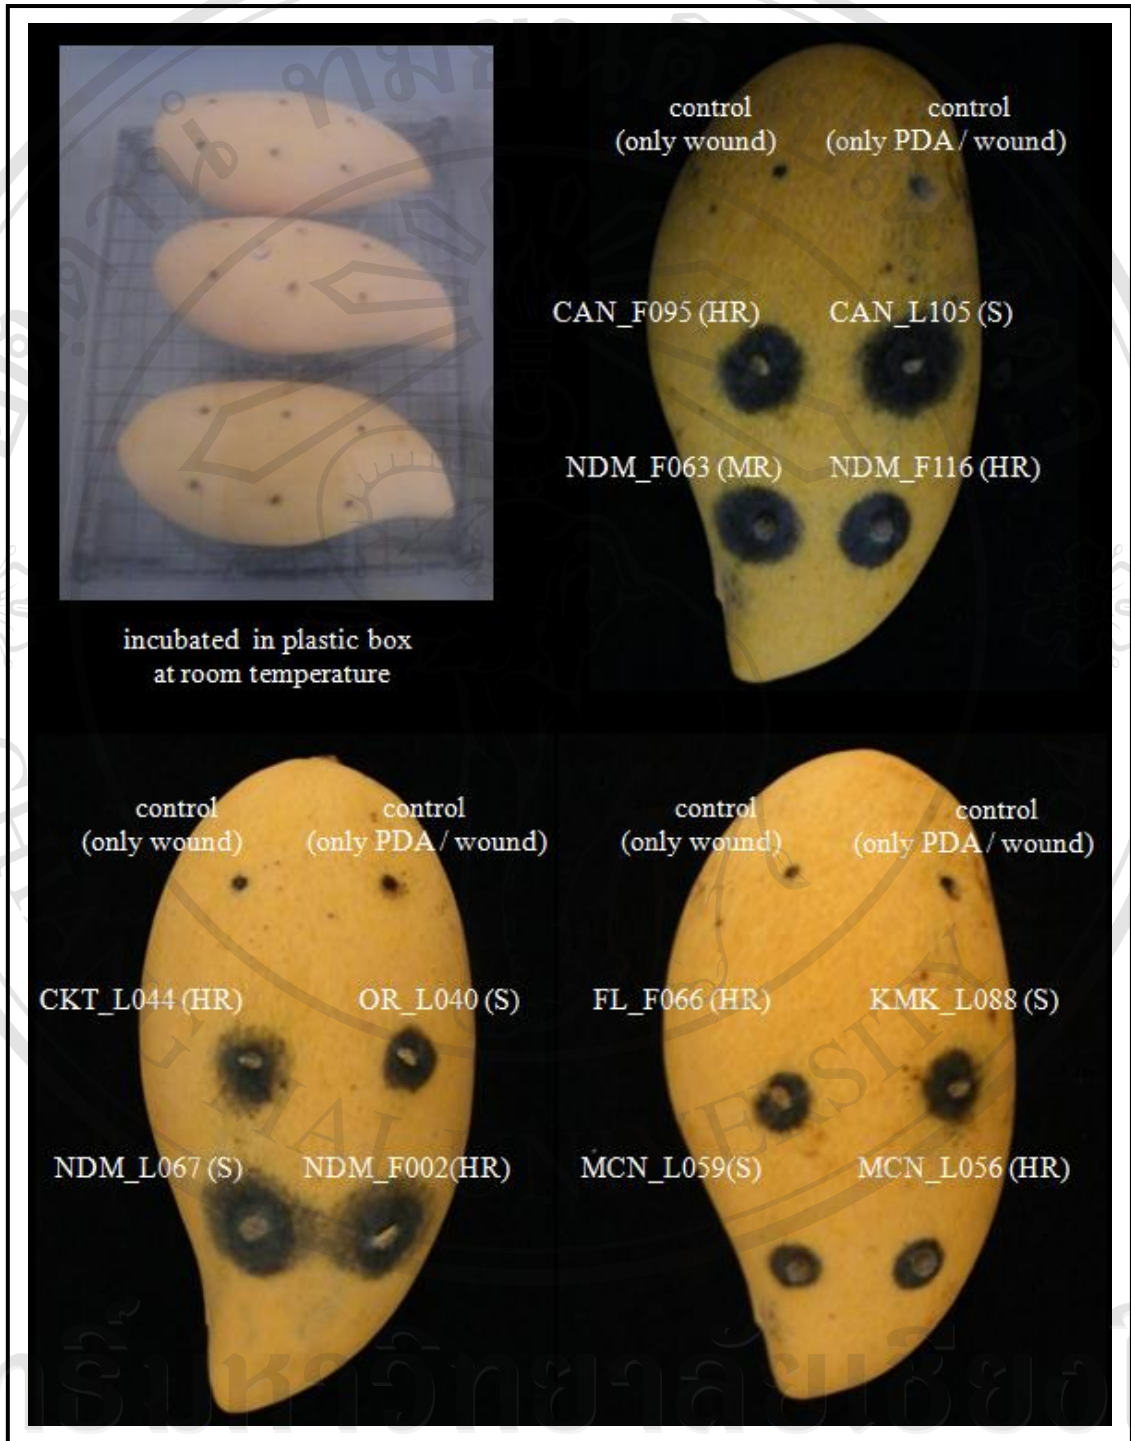 control
(only wound)
control
(only PDA / wound)
CAN_F095 (HR)
CAN_L105 (S)
NDM_F063 (MR)
NDM_F116 (HR)
incubated in plastic box
at room temperature
control
(only wound)
control
(only PDA / wound)
control
(only wound)
control
(only PDA / wound)
CKT_L044 (HR)
OR_L040 (S)
FL_F066 (HR)
KMK_L088 (S)
NDM_L067 (S)
NDM_F002(HR)
MCN_L059(S)
MCN_L056 (HR)